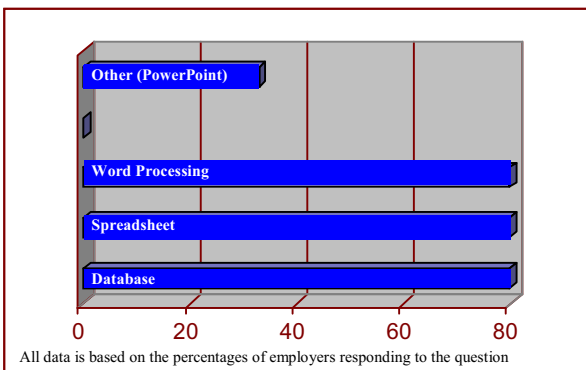 Other (PowerPoint)
Word Processing
Spreadsheet
Database
0 20 40 60 80
All data is based on the percentages of employers responding to the question